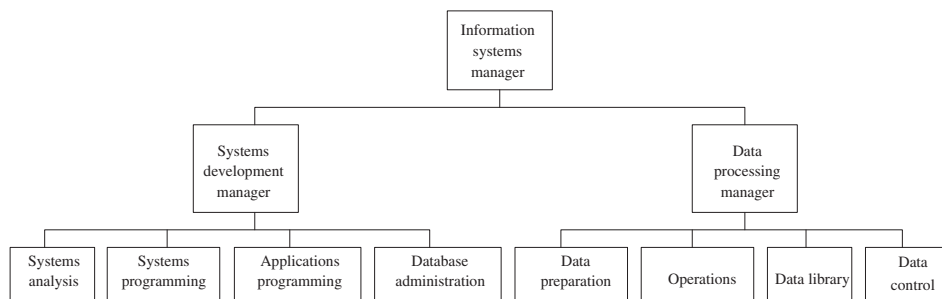 Information
systems
manager
Systems
development
manager
Data
processing
manager
Systems
analysis
Systems
programming
Applications
programming
Database
administration
Data
preparation
Operations
Data library
Data
control